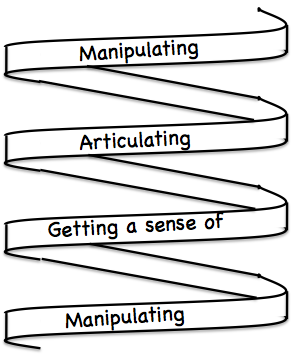 Manipulating
Articulating
Getting a sense of
Manipulating